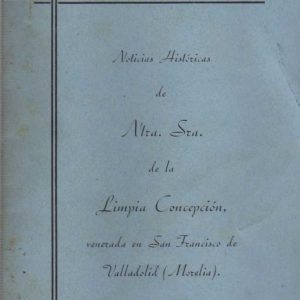 Noticias Históricas
de
Ntra. Sra.
de la
Limpia Concepción,
venerada en San Francisco de
Valladolid (Morelia).